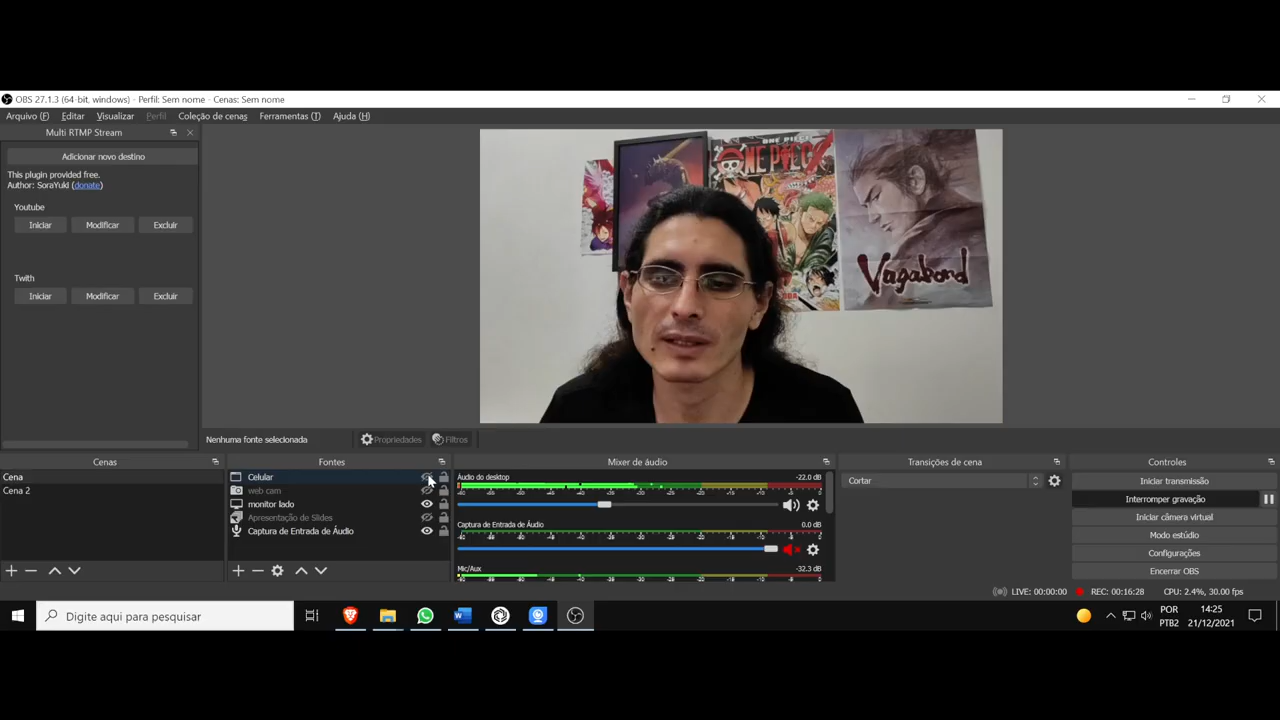 OBS 27.1.3 (64-bit, windows) - Perfil: Sem nome - Cenas: Sem nome
Arquivo (F) Editar Visualizar Perfil Coleção de cenas Ferramentas (T) Ajuda (H)
Multi RTMP Stream
Adicionar novo destino
This plugin provided free.
Author: SoraYuki (donate)
Youtube
Iniciar Modificar Excluir
Twith
Iniciar Modificar Excluir
ONE PIECE
Vagabond
Nenhuma fonte selecionada Propriedades Filtros
Cenas
Cena
Cena 2
Fontes
Celular
web cam
monitor lado
Apresentação de Slides
Captura de Entrada de Áudio
Mixer de áudio
Áudio do desktop -22.0 dB
Captura de Entrada de Áudio 0.0 dB
Mic/Aux -32.3 dB
Transições de cena
Cortar
Controles
Iniciar transmissão
Interromper gravação
Iniciar câmera virtual
Modo estúdio
Configurações
Encerrar OBS
LIVE: 00:00:00 REC: 00:16:28 CPU: 2.4%, 30.00 fps
Digite aqui para pesquisar
POR
PTB2
14:25
21/12/2021